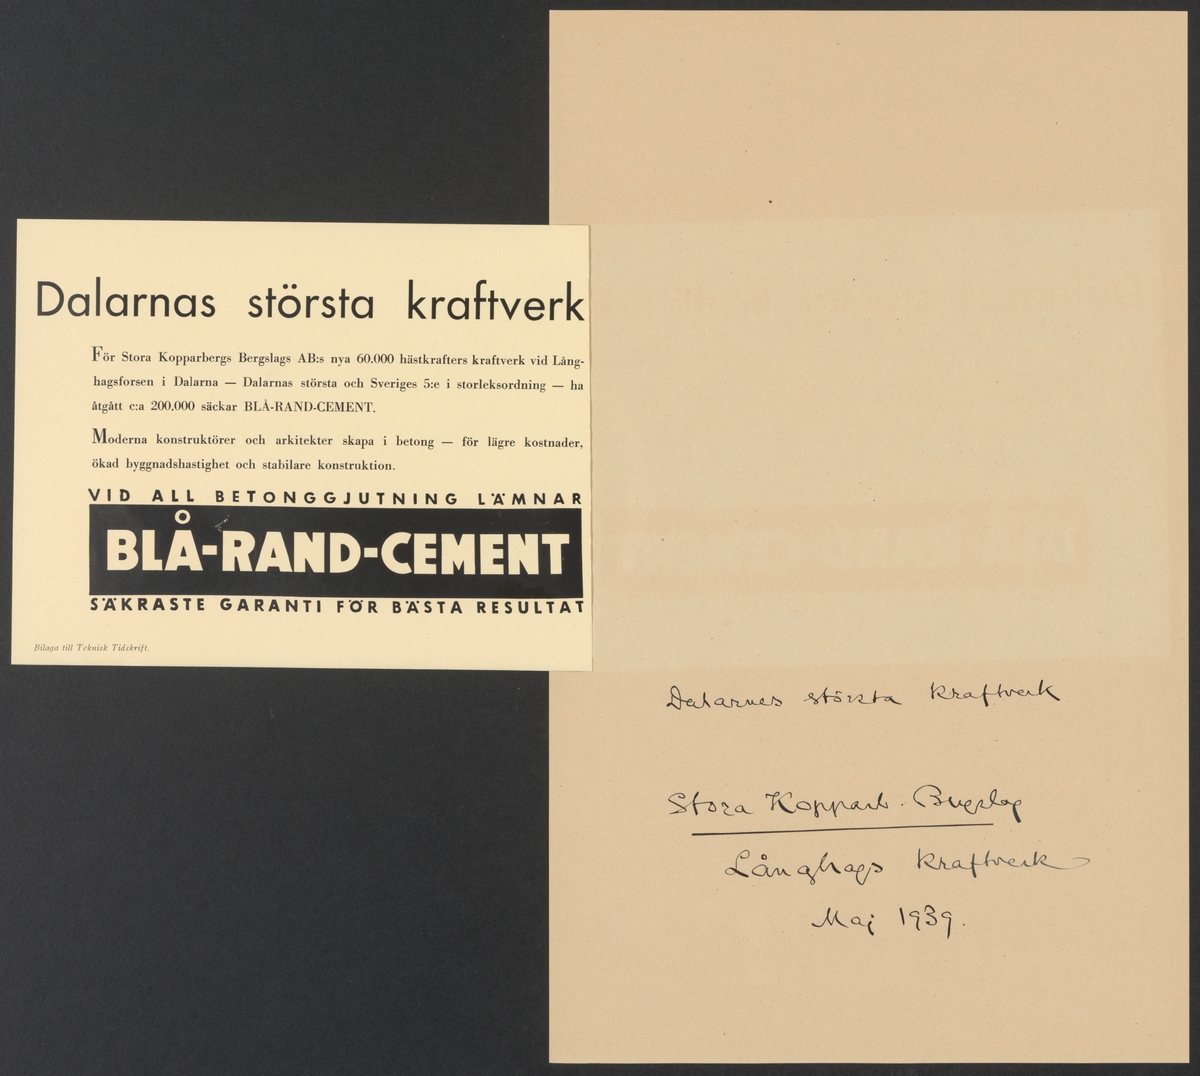 Dalarnas största kraftverk
För Stora Kopparbergs Bergslags AB:s nya 60.000 hästkrafters kraftverk vid Lång-
hagsforsen i Dalarna — Dalarnas största och Sveriges 5:e i storleksordning — ha
åtgått c:a 200.000 säckar BLÅ-RAND-CEMENT.
Moderna konstruktörer och arkitekter skapa i betong — för lägre kostnader,
ökad byggnadshastighet och stabilare konstruktion.
VID ALL BETONGGJUTNING LÄMNAR
BLÅ-RAND-CEMENT
SÄKRASTE GARANTI FÖR BÄSTA RESULTAT
Bilaga till Teknisk Tidskrift.
Dalarnes största kraftverk
Stora Kopparb. Bergslag
Långhags kraftverk
Maj 1939.